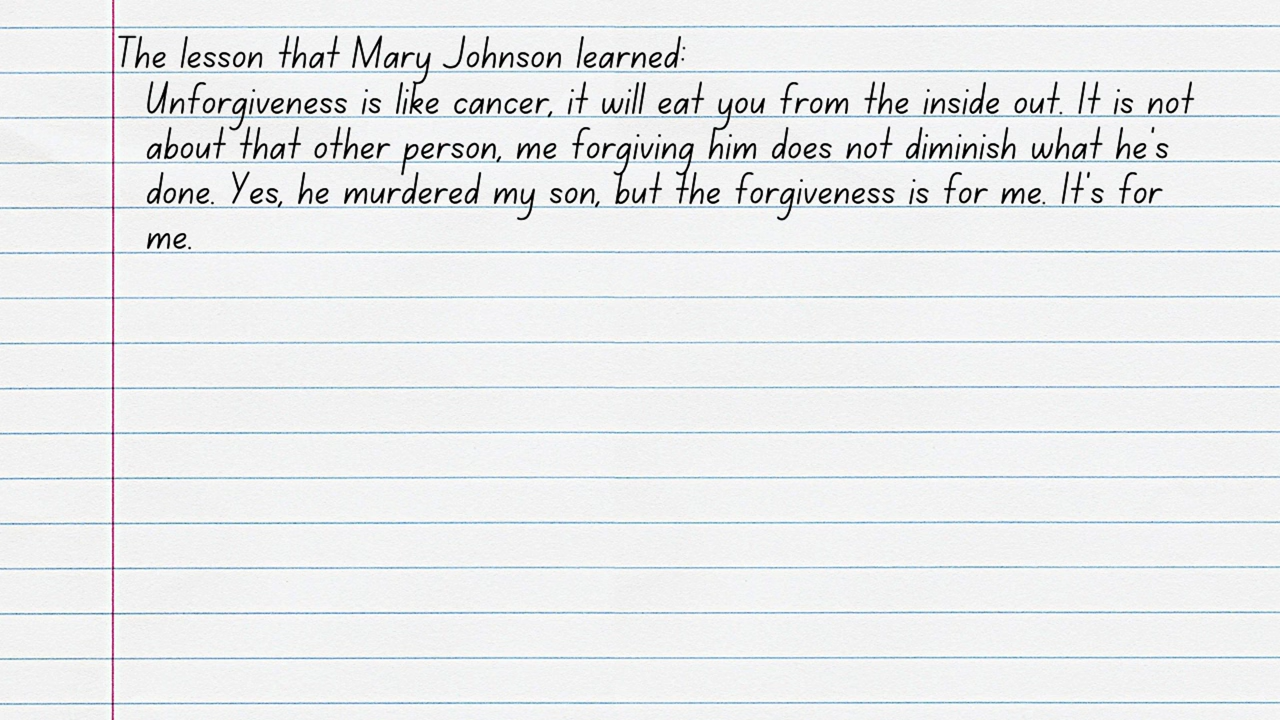 The lesson that Mary Johnson learned:
Unforgiveness is like cancer, it will eat you from the inside out. It is not
about that other person, me forgiving him does not diminish what he's
done. Yes, he murdered my son, but the forgiveness is for me. It's for
me.